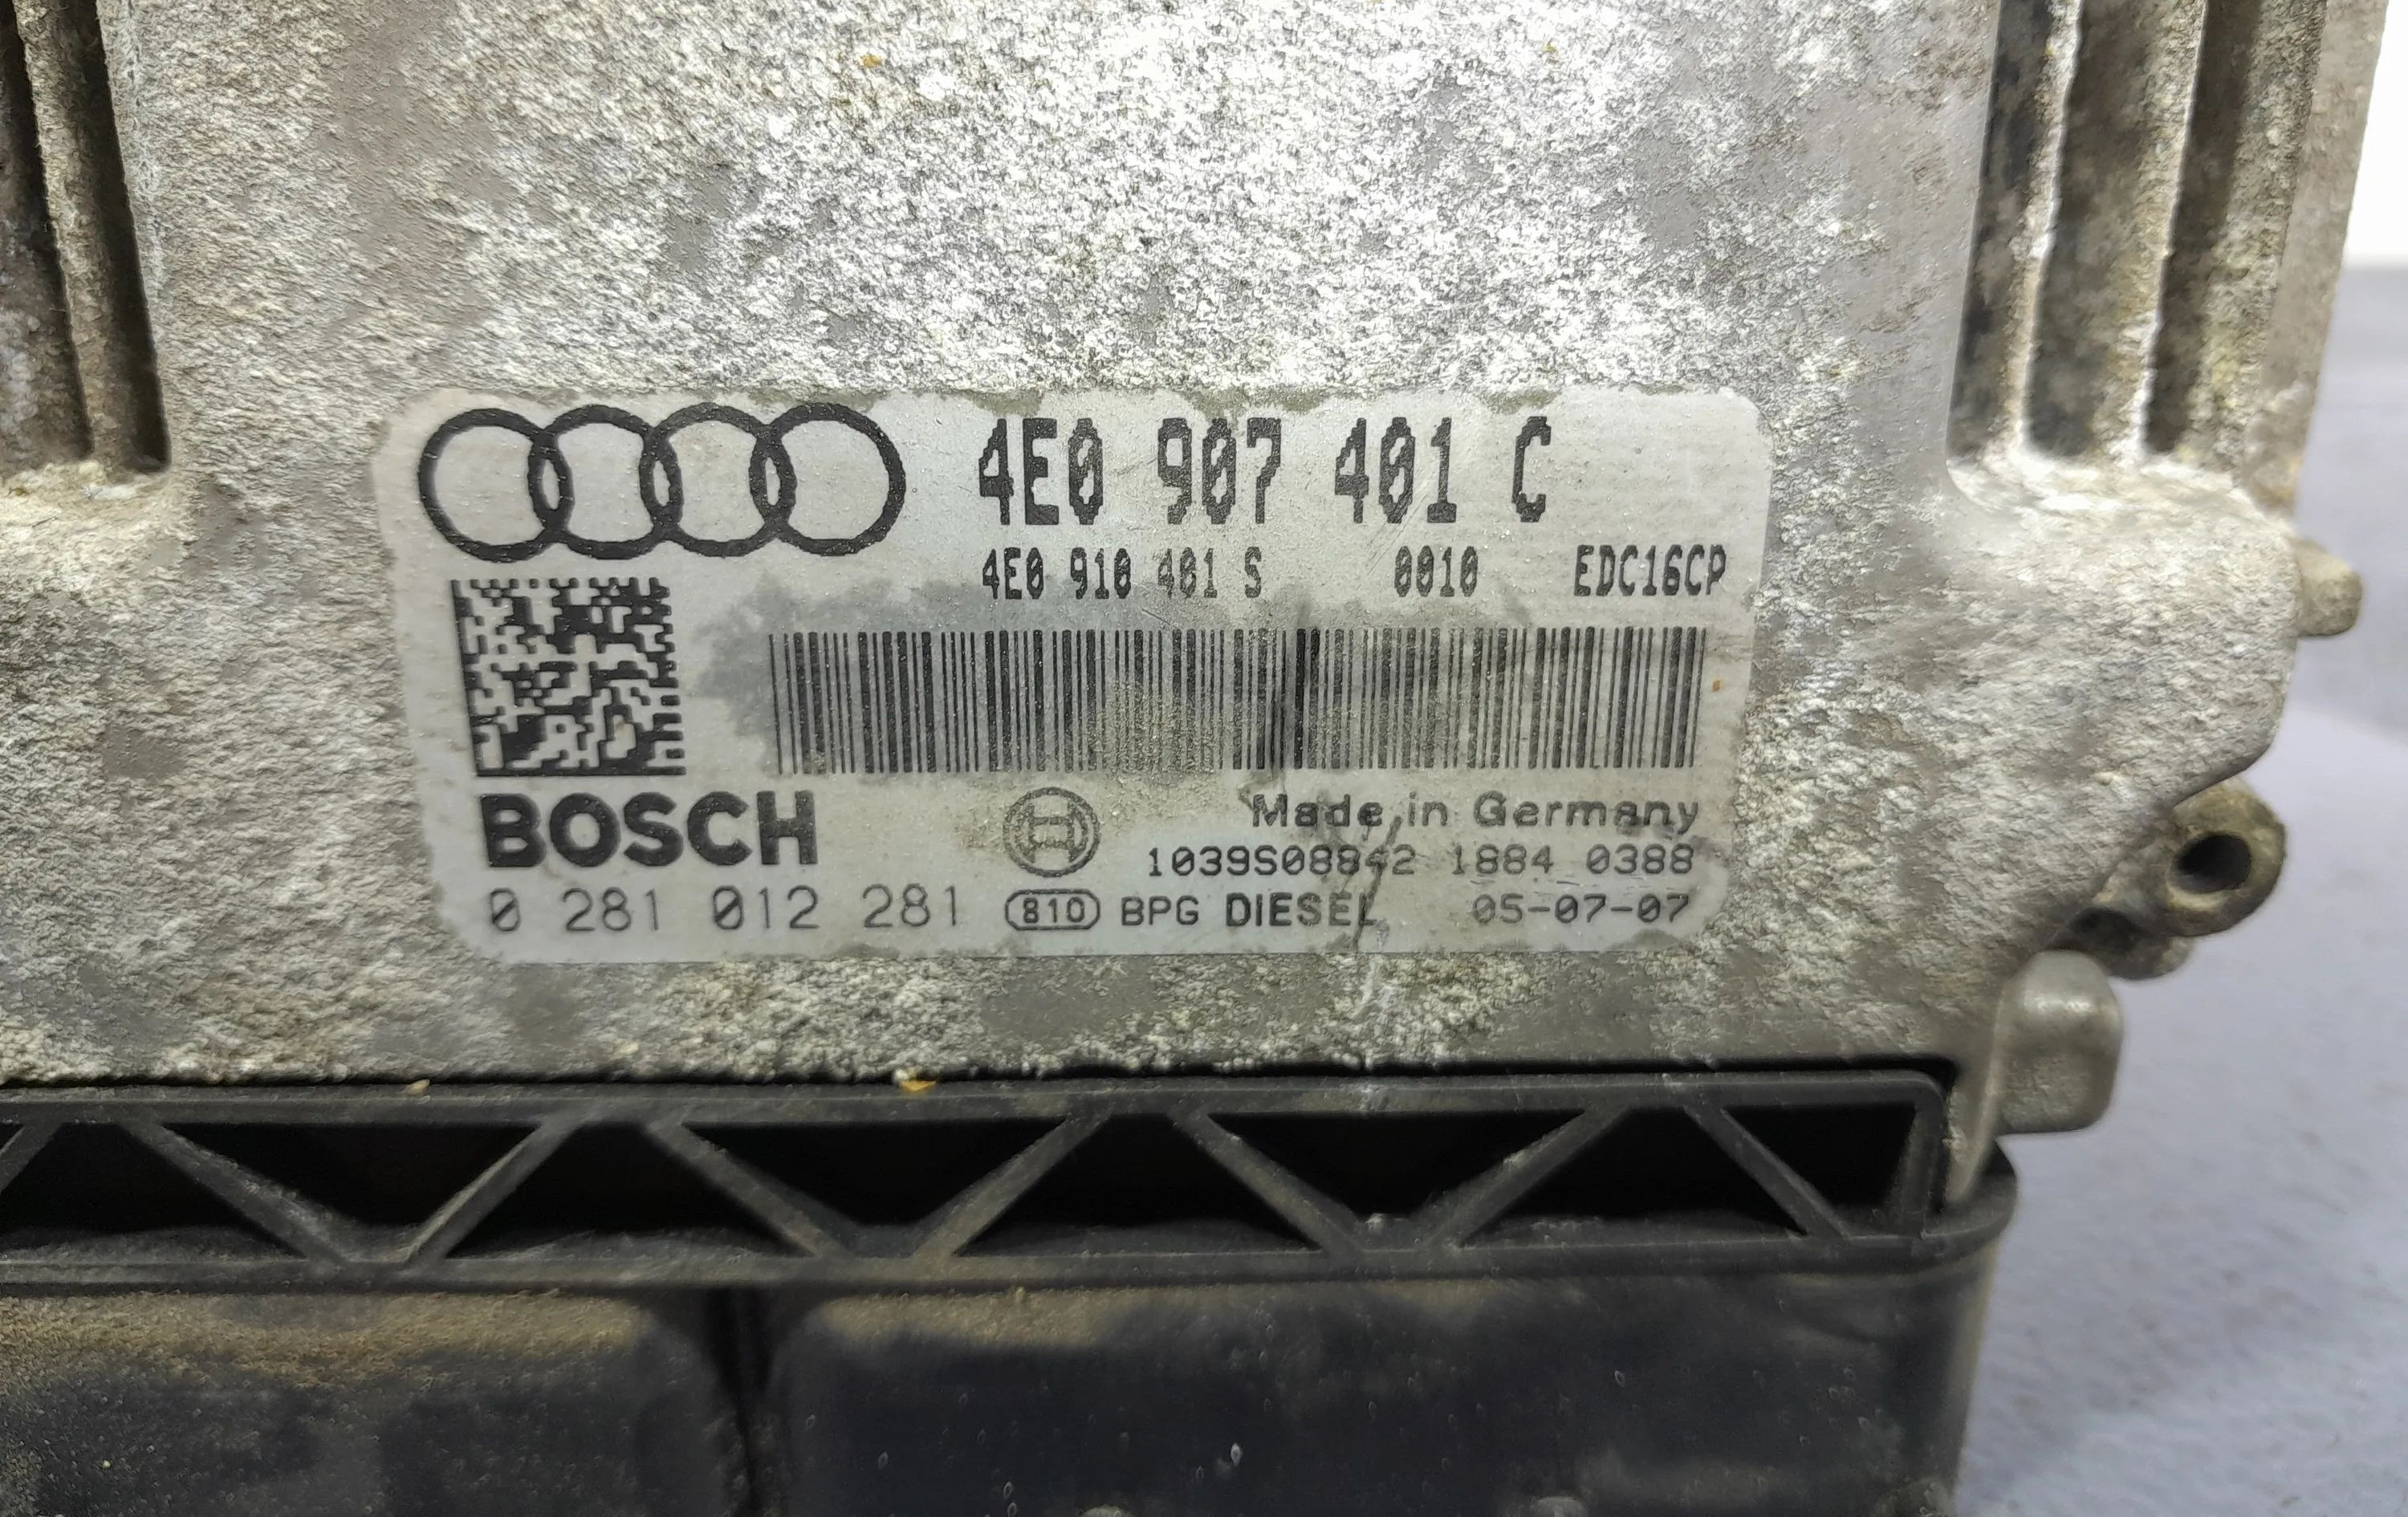 4E0 907 401 C
4E0 910 401 S 0010 EDC16CP
BOSCH
Made in Germany
1039S08842 1884 0388
0 281 012 281 810 BPG DIESEL 05-07-07